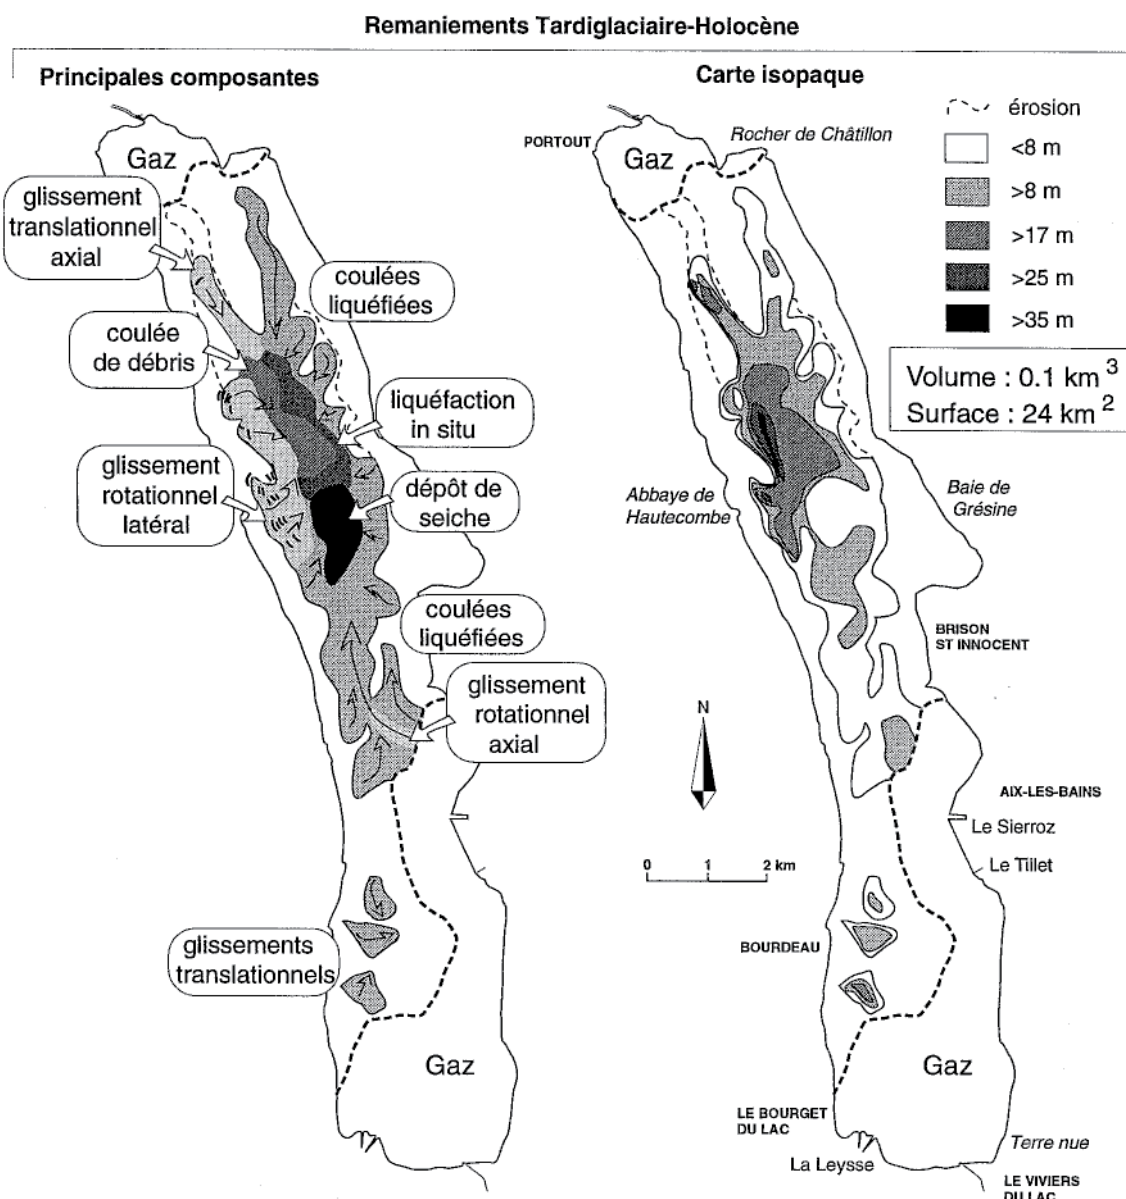 Remaniements Tardiglaciaire-Holocène
Principales composantes
Gaz
glissement
translationnel
axial
coulées
liquéfiées
coulée
de débris
liquéfaction
in situ
glissement
rotationnel
latéral
dépôt de
seiche
coulées
liquéfiées
glissement
rotationnel
axial
glissements
translationnels
Gaz
Carte isopaque
PORTOUT
Rocher de Châtillon
Gaz
érosion
<8 m
>8 m
>17 m
>25 m
>35 m
Volume : 0.1 km 3
Surface : 24 km 2
Abbaye de
Hautecombe
Baie de
Grésine
BRISON
ST INNOCENT
N
AIX-LES-BAINS
Le Sierroz
0 1 2 km
Le Tillet
BOURDEAU
Gaz
LE BOURGET
DU LAC
Terre nue
La Leysse
LE VIVIERS
DU LAC